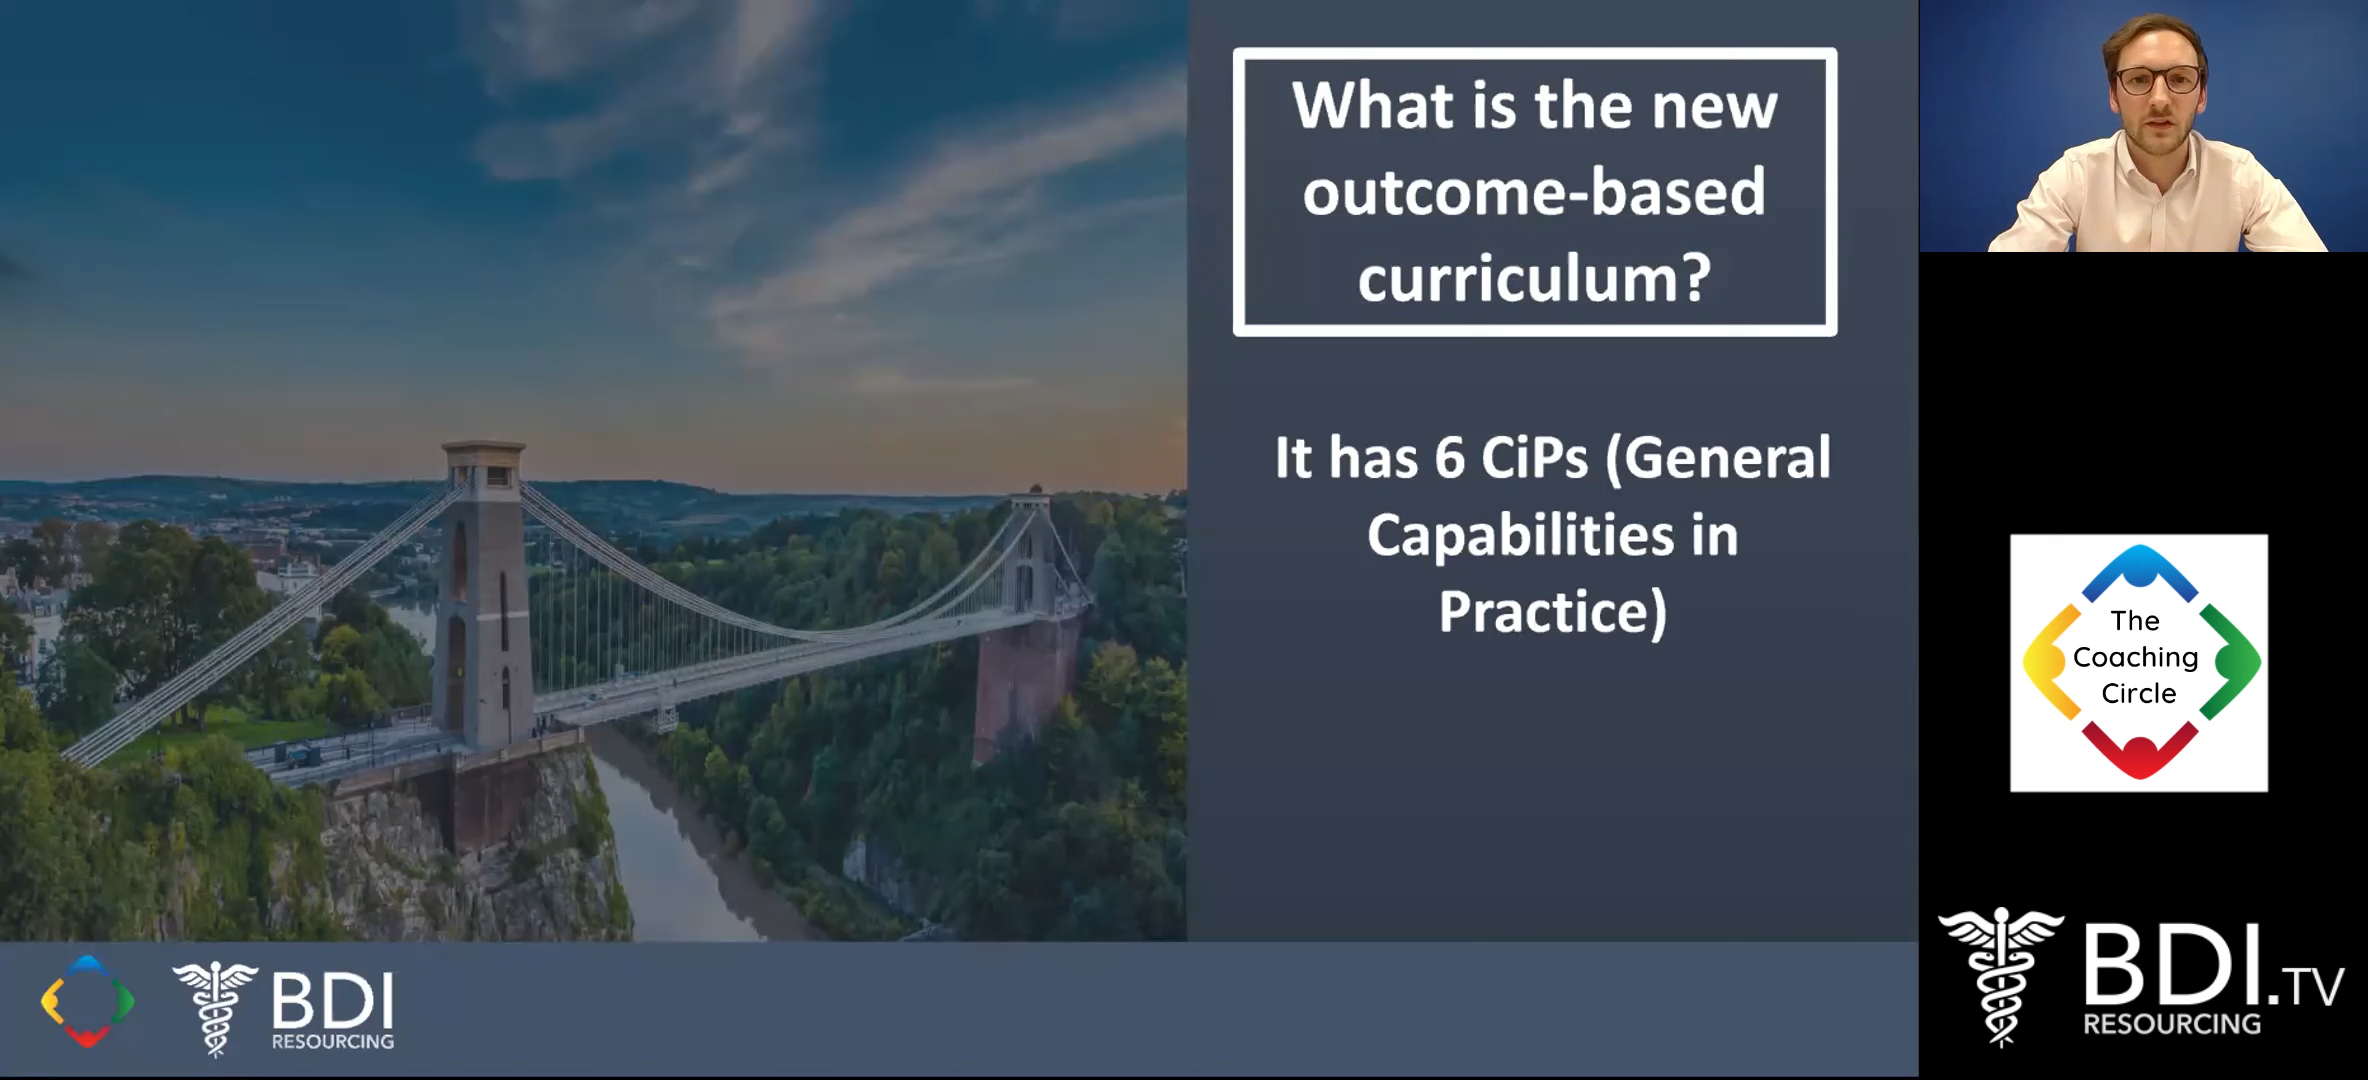 What is the new
outcome-based
curriculum?
It has 6 CiPs (General
Capabilities in
Practice)
The
Coaching
Circle
BDI
RESOURCING
BDI.TV
RESOURCING